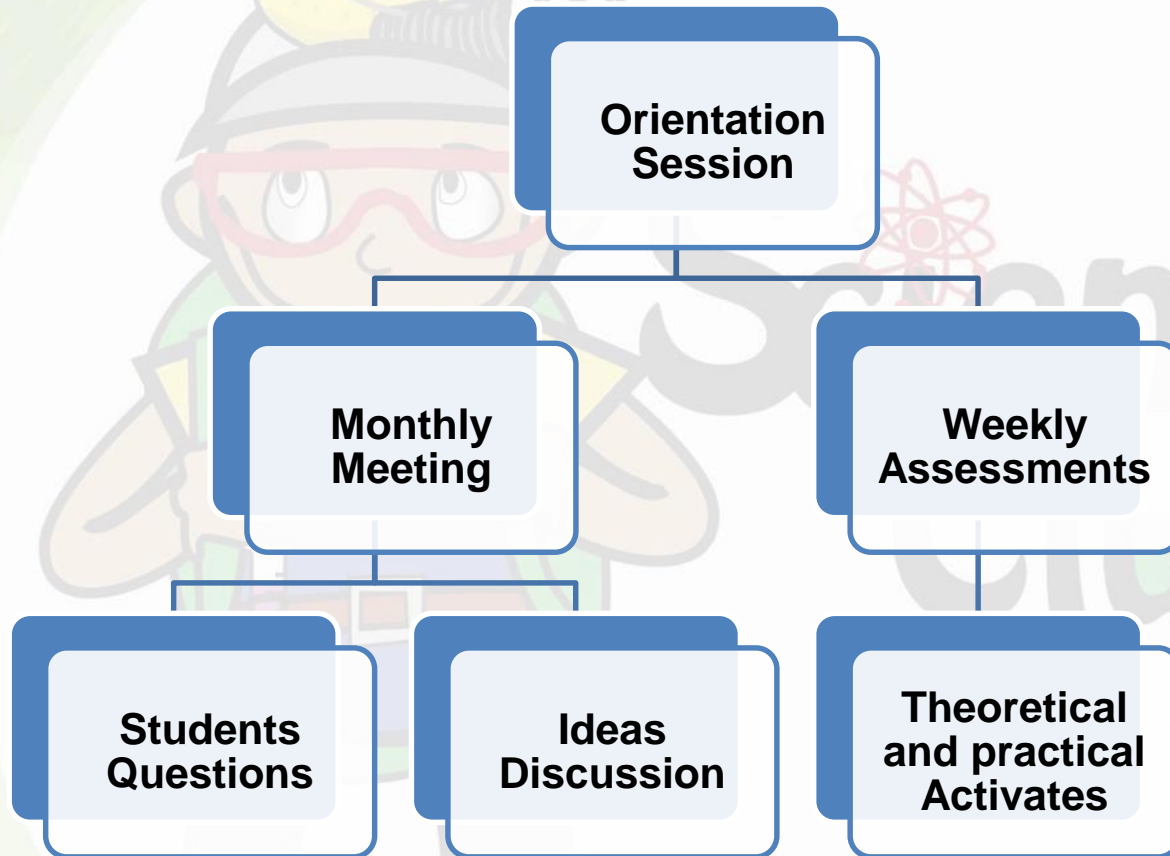 Orientation
Session
Monthly
Meeting
Weekly
Assessments
Students
Questions
Ideas
Discussion
Theoretical
and practical
Activates